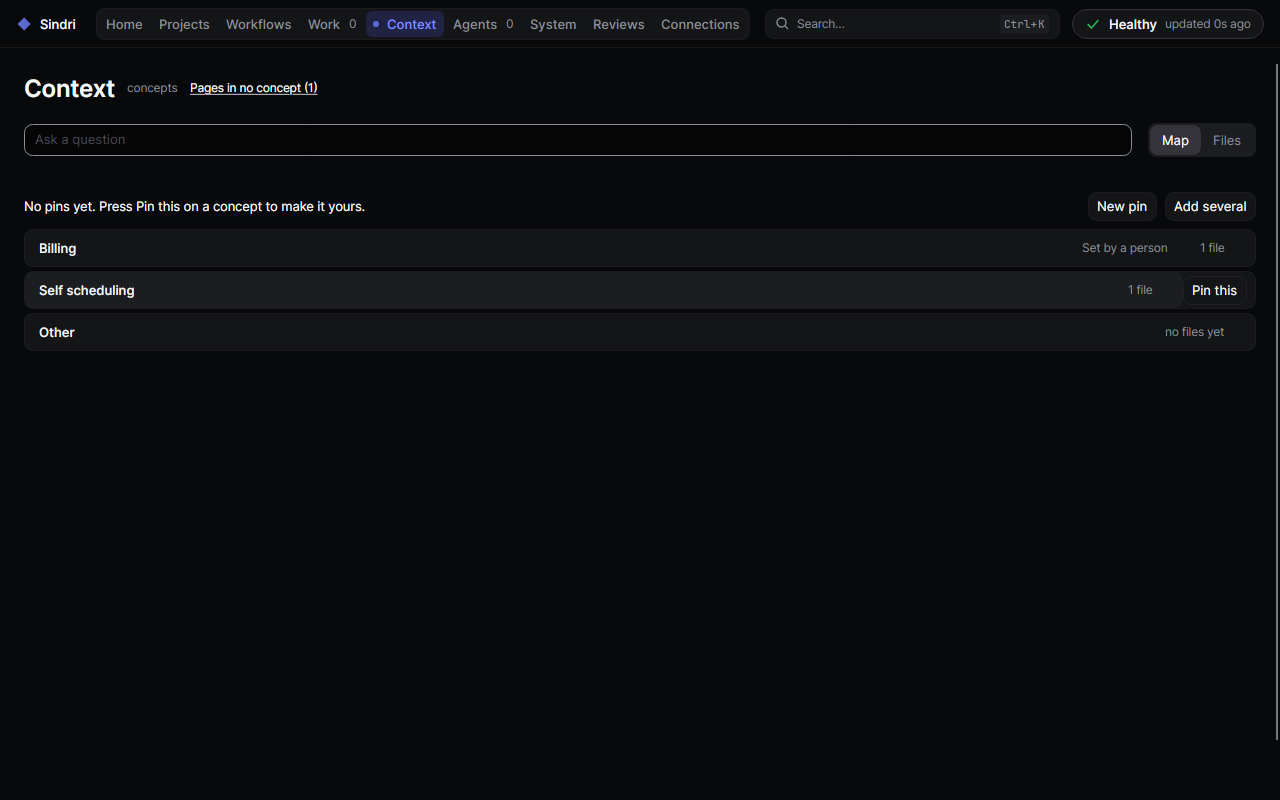 Sindri Home Projects Workflows Work 0 Context Agents 0 System Reviews Connections Search... Ctrl+K Healthy updated 0s ago
Context concepts Pages in no concept (1)
Ask a question Map Files
No pins yet. Press Pin this on a concept to make it yours. New pin Add several
Billing Set by a person 1 file
Self scheduling 1 file Pin this
Other no files yet